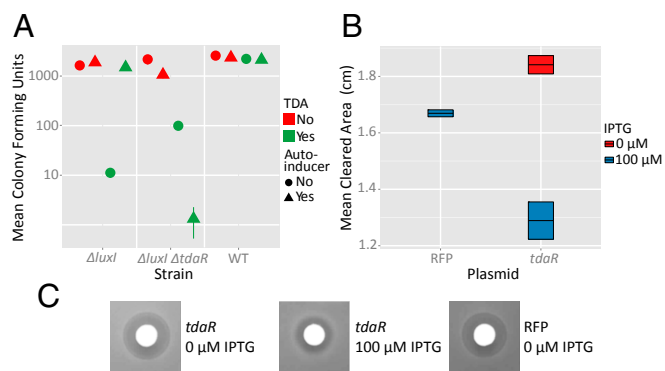 A
Mean Colony Forming Units
1000
100
10
ΔluxI
ΔluxI ΔtdaR
WT
Strain
TDA
No
Yes
Auto-
inducer
No
Yes
B
Mean Cleared Area (cm)
1.8
1.6
1.4
1.2
RFP
tdaR
Plasmid
IPTG
0 µM
100 µM
C
tdaR
0 µM IPTG
tdaR
100 µM IPTG
RFP
0 µM IPTG